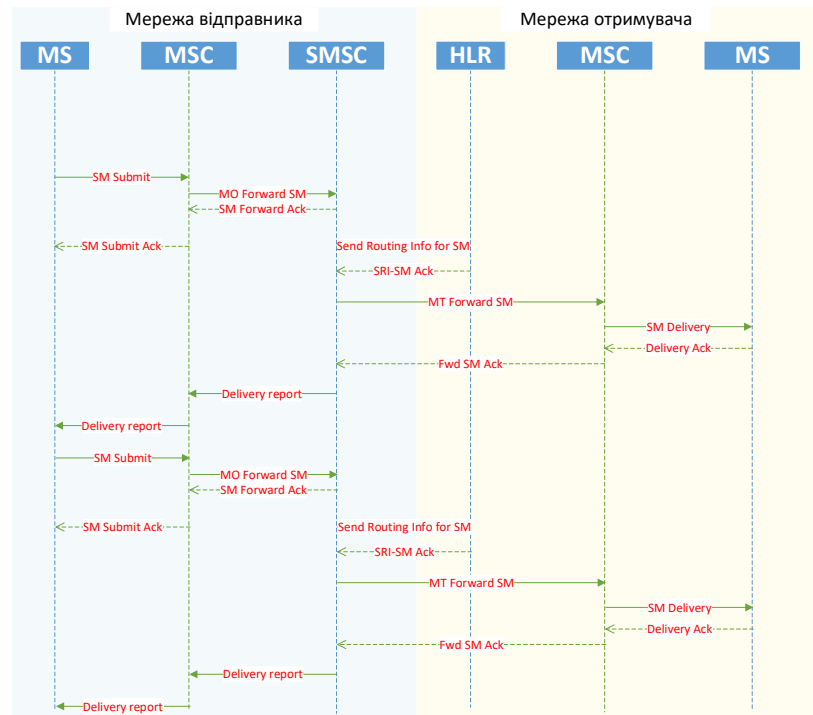 Мережа відправника
Мережа отримувача
MS
MSC
SMSC
HLR
MSC
MS
SM Submit
MO Forward SM
SM Forward Ack
SM Submit Ack
Send Routing Info for SM
SRI-SM Ack
MT Forward SM
SM Delivery
Delivery Ack
Fwd SM Ack
Delivery report
Delivery report
SM Submit
MO Forward SM
SM Forward Ack
SM Submit Ack
Send Routing Info for SM
SRI-SM Ack
MT Forward SM
SM Delivery
Delivery Ack
Fwd SM Ack
Delivery report
Delivery report